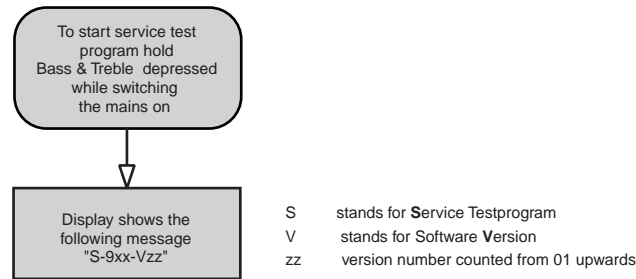 To start service test
program hold
Bass & Treble depressed
while switching
the mains on
Display shows the
following message
"S-9xx-Vzz"
S stands for Service Testprogram
V stands for Software Version
zz version number counted from 01 upwards